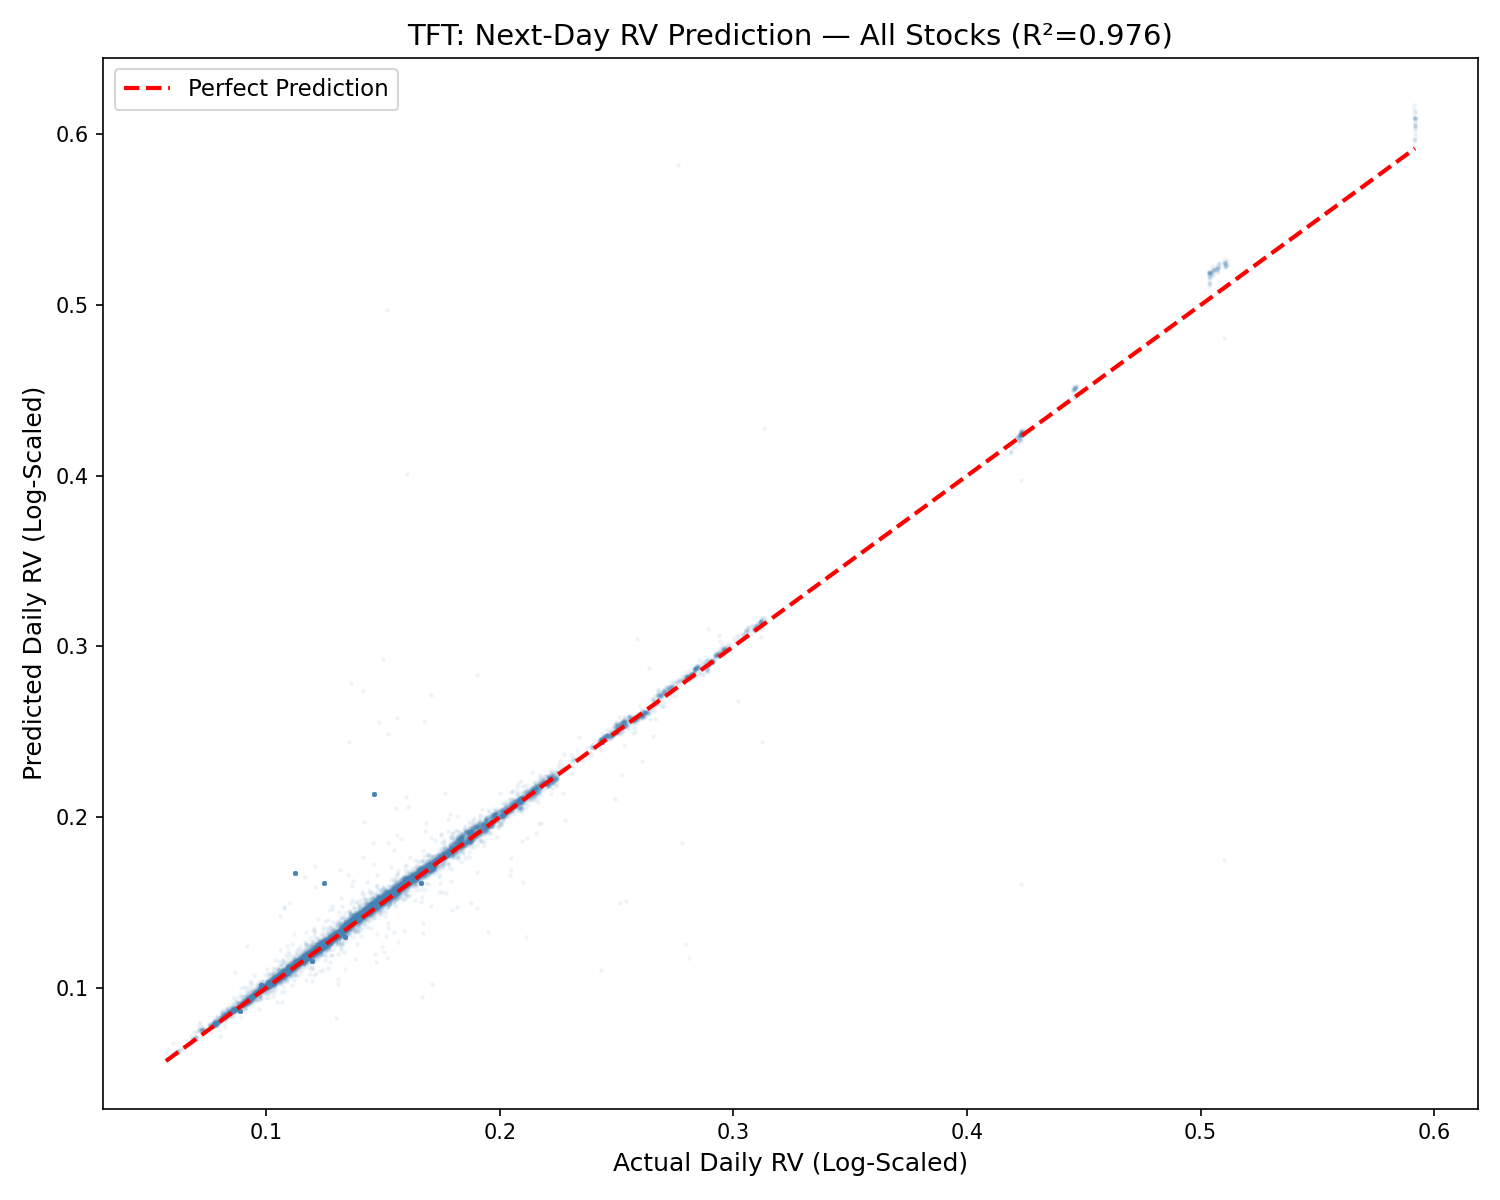 TFT: Next-Day RV Prediction — All Stocks (R²=0.976)
Perfect Prediction
Predicted Daily RV (Log-Scaled)
0.6
0.5
0.4
0.3
0.2
0.1
0.1 0.2 0.3 0.4 0.5 0.6
Actual Daily RV (Log-Scaled)